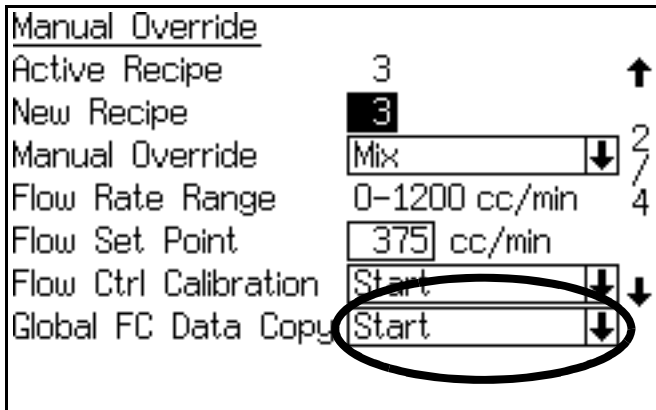 Manual Override
Active Recipe 3
New Recipe 3
Manual Override Mix
2/4
Flow Rate Range 0-1200 cc/min
Flow Set Point 375 cc/min
Flow Ctrl Calibration Start
Global FC Data Copy Start